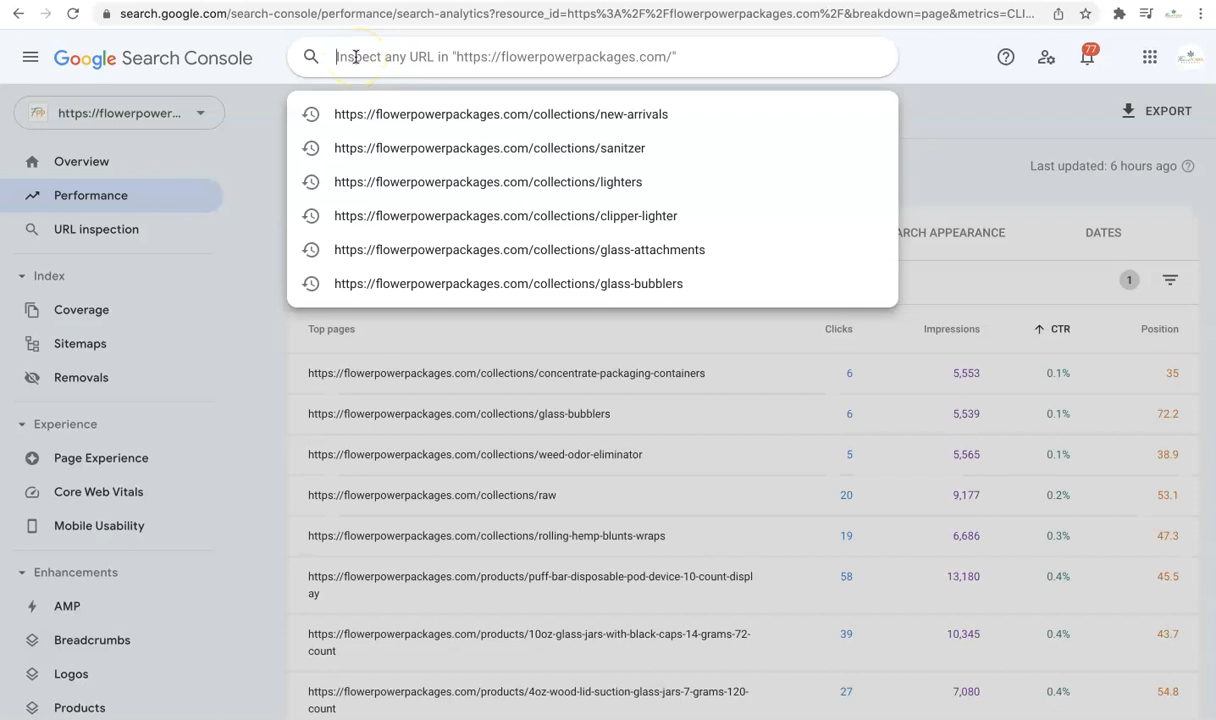 search.google.com/search-console/performance/search-analytics?resource_id=https%3A%2F%2Fflowerpowerpackages.com%2F&breakdown=page&metrics=CLI...
Google Search Console
Inspect any URL in "https://flowerpowerpackages.com/"
77
https://flowerpower...
https://flowerpowerpackages.com/collections/new-arrivals
https://flowerpowerpackages.com/collections/sanitzer
https://flowerpowerpackages.com/collections/lighters
https://flowerpowerpackages.com/collections/clipper-lighter
https://flowerpowerpackages.com/collections/glass-attachments
https://flowerpowerpackages.com/collections/glass-bubblers
EXPORT
Last updated: 6 hours ago
ARCH APPEARANCE
DATES
1
Overview
Performance
URL inspection
Index
Coverage
Sitemaps
Removals
Experience
Page Experience
Core Web Vitals
Mobile Usability
Enhancements
AMP
Breadcrumbs
Logos
Products
Top pages Clicks Impressions CTR Position
https://flowerpowerpackages.com/collections/concentrate-packaging-containers 6 5,553 0.1% 35
https://flowerpowerpackages.com/collections/glass-bubblers 6 5,539 0.1% 72.2
https://flowerpowerpackages.com/collections/weed-odor-eliminator 5 5,565 0.1% 38.9
https://flowerpowerpackages.com/collections/raw 20 9,177 0.2% 53.1
https://flowerpowerpackages.com/collections/rolling-hemp-blunts-wraps 19 6,686 0.3% 47.3
https://flowerpowerpackages.com/products/puff-bar-disposable-pod-device-10-count-displ 58 13,180 0.4% 45.5
ay
https://flowerpowerpackages.com/products/10oz-glass-jars-with-black-caps-14-grams-72- 39 10,345 0.4% 43.7
count
https://flowerpowerpackages.com/products/4oz-wood-lid-suction-glass-jars-7-grams-120- 27 7,080 0.4% 54.8
count